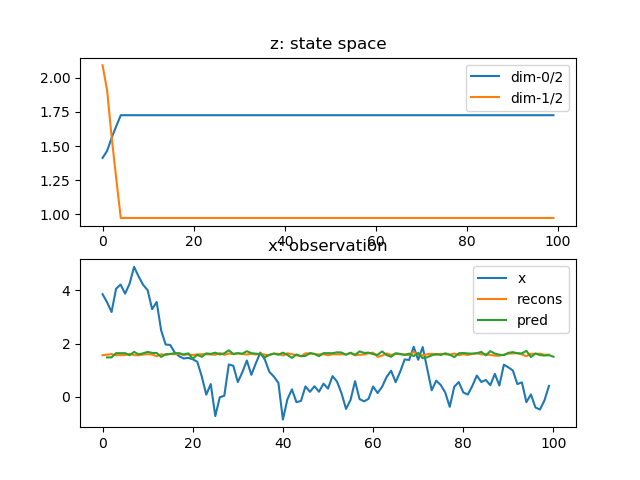 z: state space
2.00
1.75
1.50
1.25
1.00
dim-0/2
dim-1/2
0 20 40 60 80 100
x: observation
4
2
0
x
recons
pred
0 20 40 60 80 100